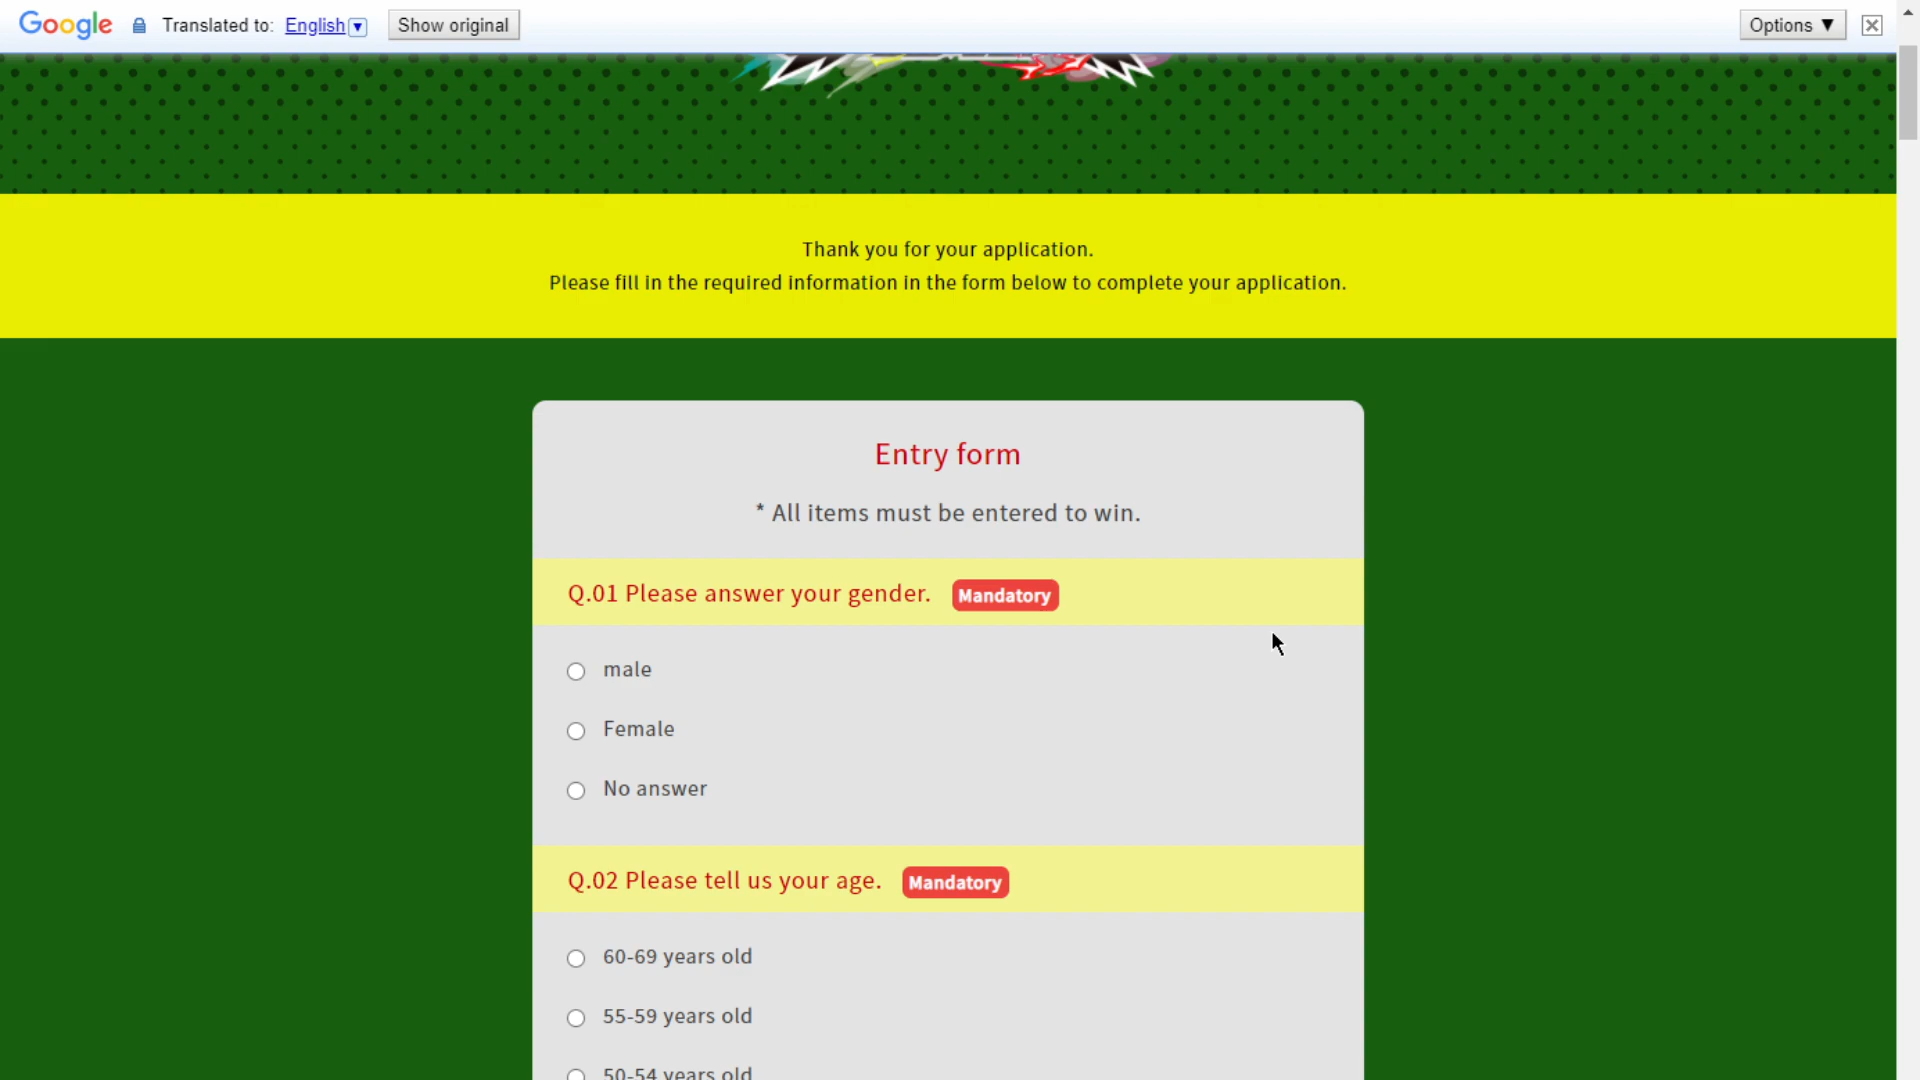 Google Translated to: English Show original Options ▼
Thank you for your application.
Please fill in the required information in the form below to complete your application.
Entry form
* All items must be entered to win.
Q.01 Please answer your gender. Mandatory
male
Female
No answer
Q.02 Please tell us your age. Mandatory
60-69 years old
55-59 years old
50-54 years old